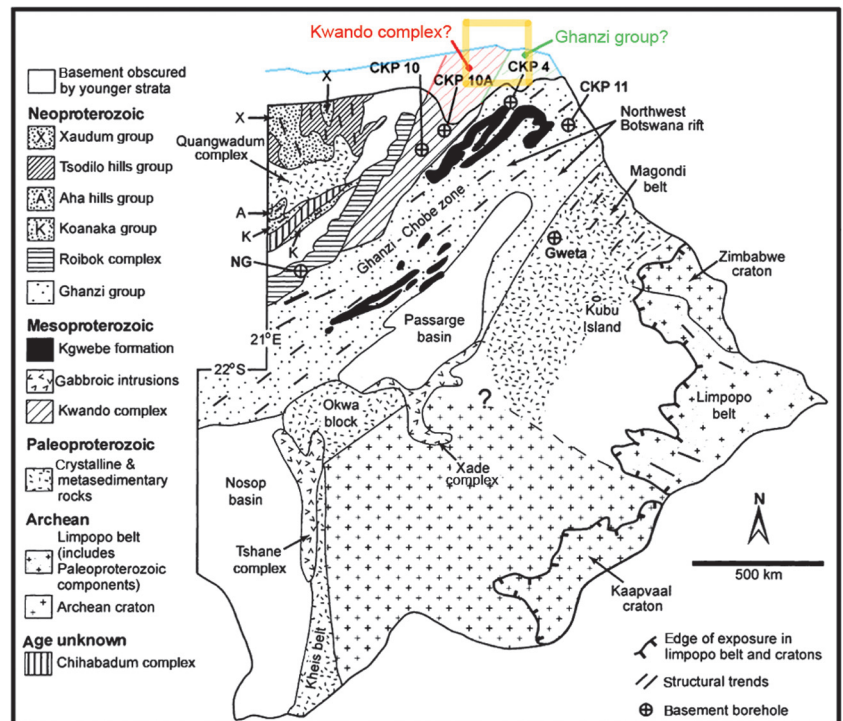 Kwando complex?
Ghanzi group?
Basement obscured
by younger strata
Neoproterozoic
X
Xaudum group
Tsodilo hills group
A
Aha hills group
K
Koanaka group
Roibok complex
Ghanzi group
Mesoproterozoic
Kgwebe formation
Gabbroic intrusions
Kwando complex
Paleoproterozoic
Crystalline &
metasedimentary
rocks
Archean
Limpopo belt
(includes
Paleoproterozoic
components)
Archean craton
Age unknown
Chihabadum complex
X
X
Quangwadum
complex
A
K
K
NG
21°E
22°S
CKP 10
CKP 10A
CKP 4
CKP 11
Northwest
Botswana rift
Magondi
belt
Ghanzi Chobe zone
Gweta
Zimbabwe
craton
Kubu
Island
Passarge
basin
Limpopo
belt
Okwa
block
?
Xade
complex
Nosop
basin
Tshane
complex
Kheis belt
Kaapvaal
craton
N
500 km
Edge of exposure in
limpopo belt and cratons
Structural trends
Basement borehole